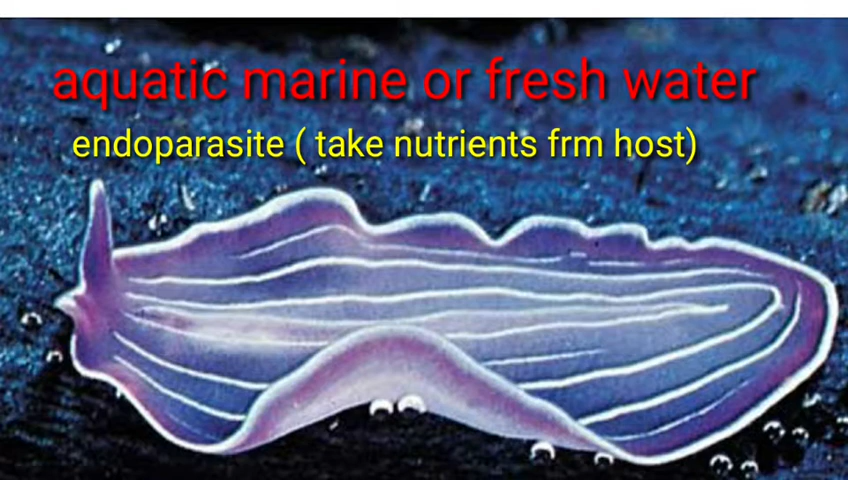 aquatic marine or fresh water
endoparasite ( take nutrients frm host)